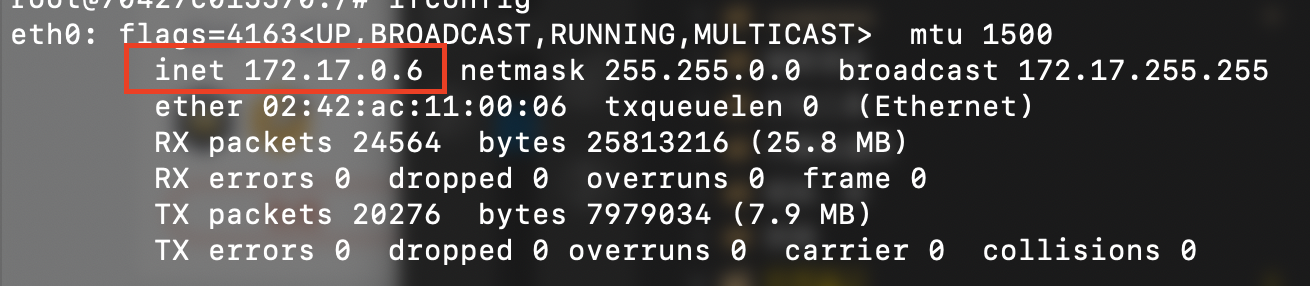 eth0: flags=4163<UP,BROADCAST,RUNNING,MULTICAST>  mtu 1500
inet 172.17.0.6  netmask 255.255.0.0  broadcast 172.17.255.255
ether 02:42:ac:11:00:06  txqueuelen 0  (Ethernet)
RX packets 24564  bytes 25813216 (25.8 MB)
RX errors 0  dropped 0  overruns 0  frame 0
TX packets 20276  bytes 7979034 (7.9 MB)
TX errors 0  dropped 0 overruns 0  carrier 0  collisions 0